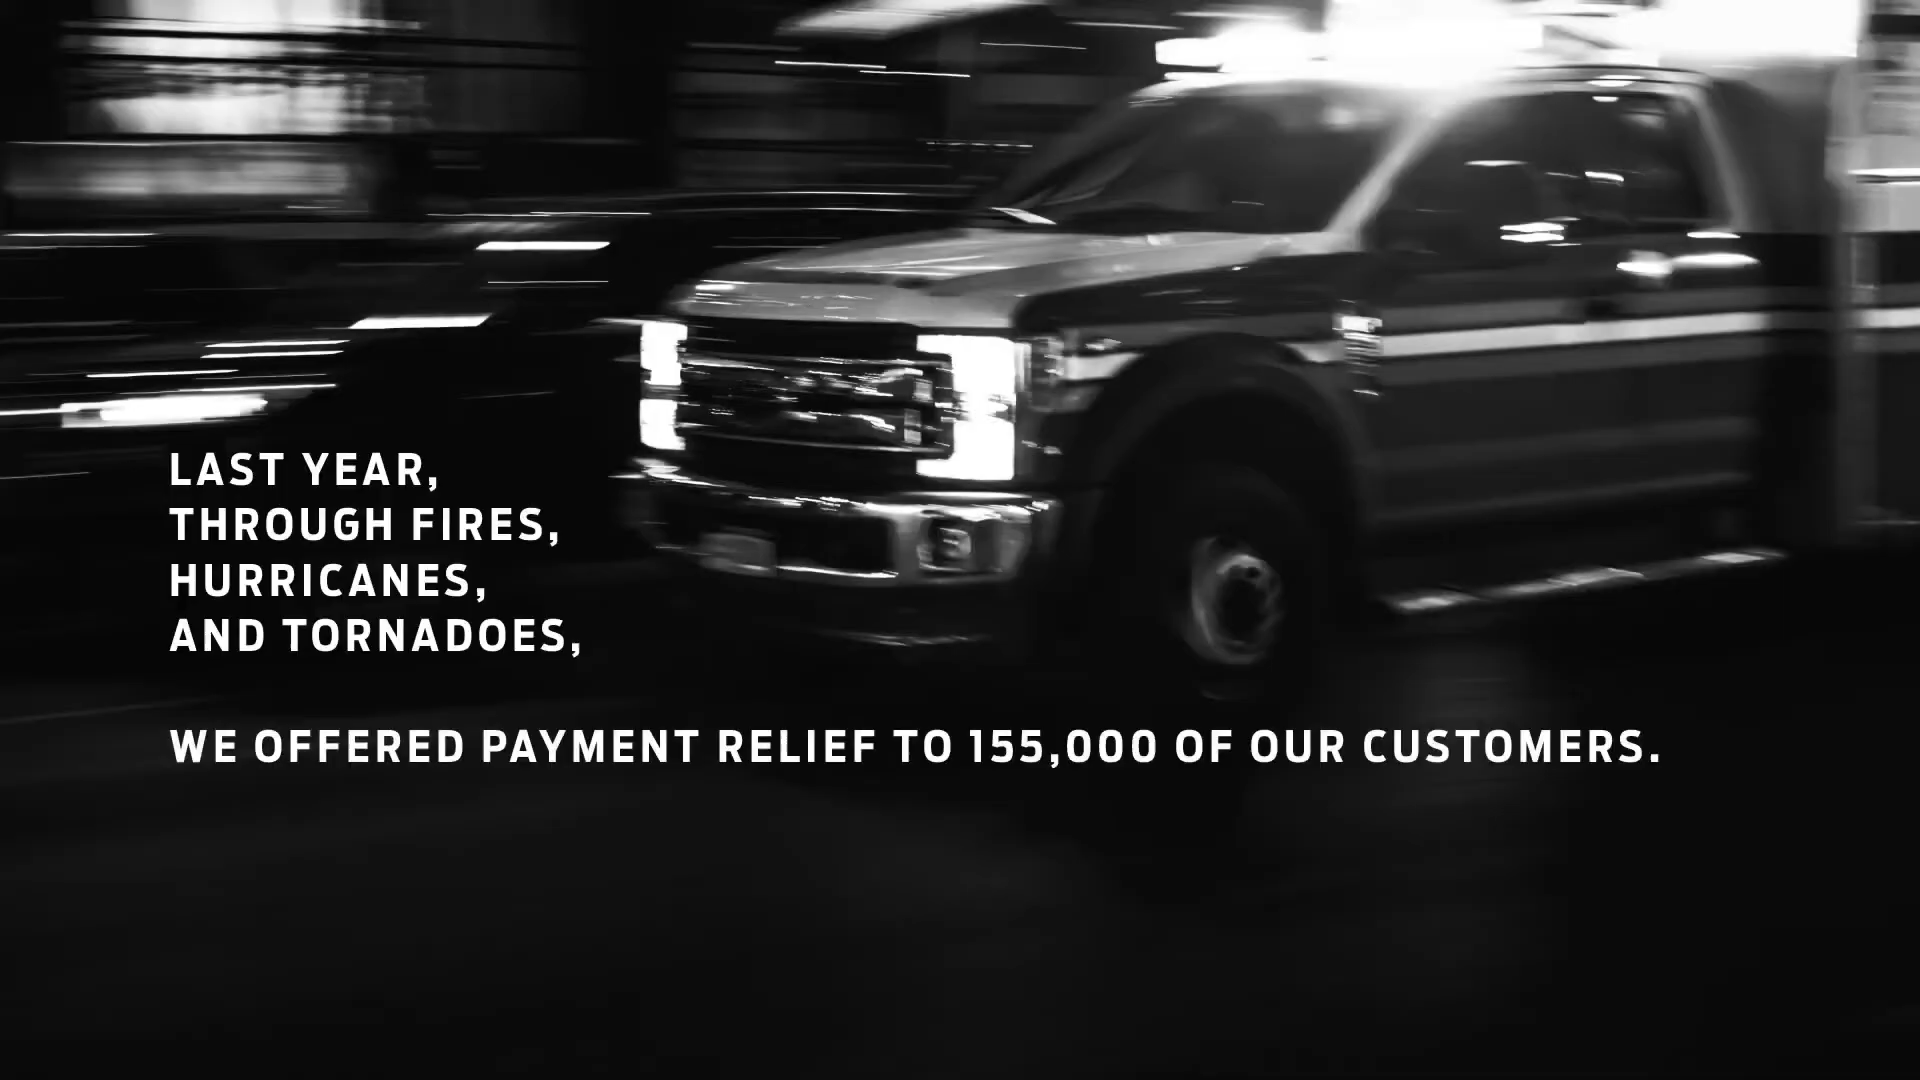 LAST YEAR,
THROUGH FIRES,
HURRICANES,
AND TORNADOES,
WE OFFERED PAYMENT RELIEF TO 155,000 OF OUR CUSTOMERS.